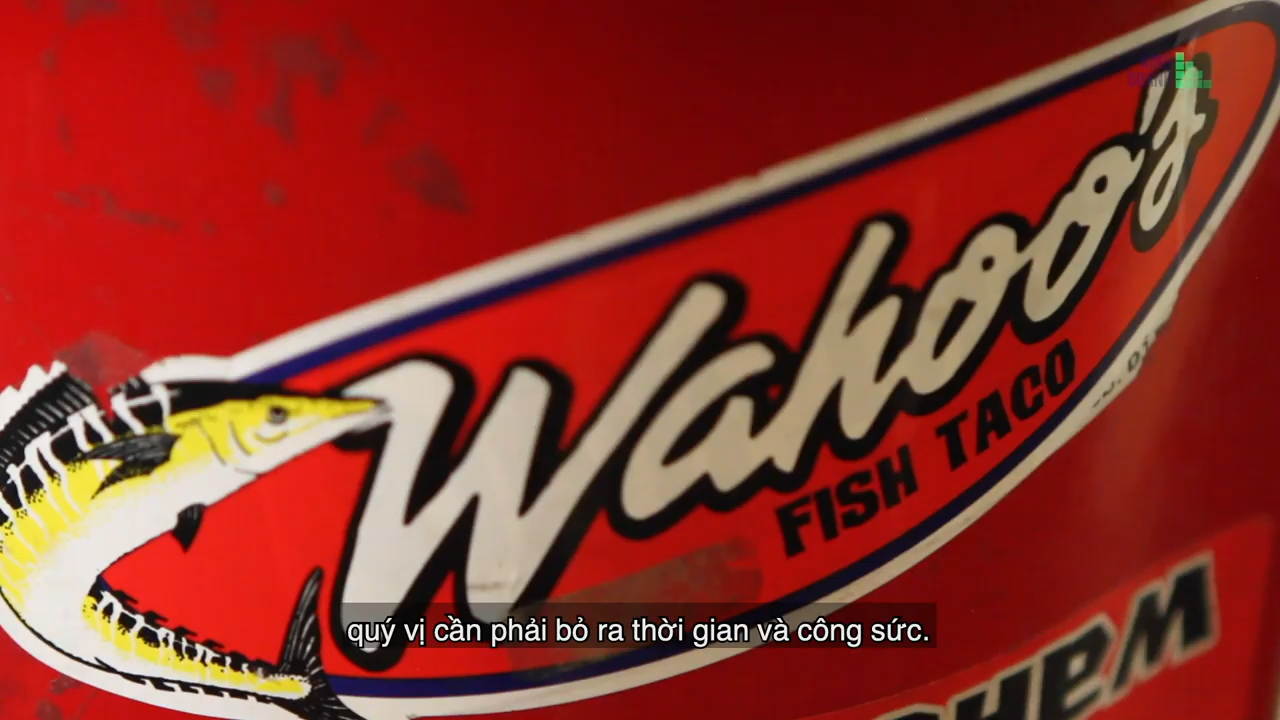 Wahoo's
FISH TACO
quý vị cần phải bỏ ra thời gian và công sức.